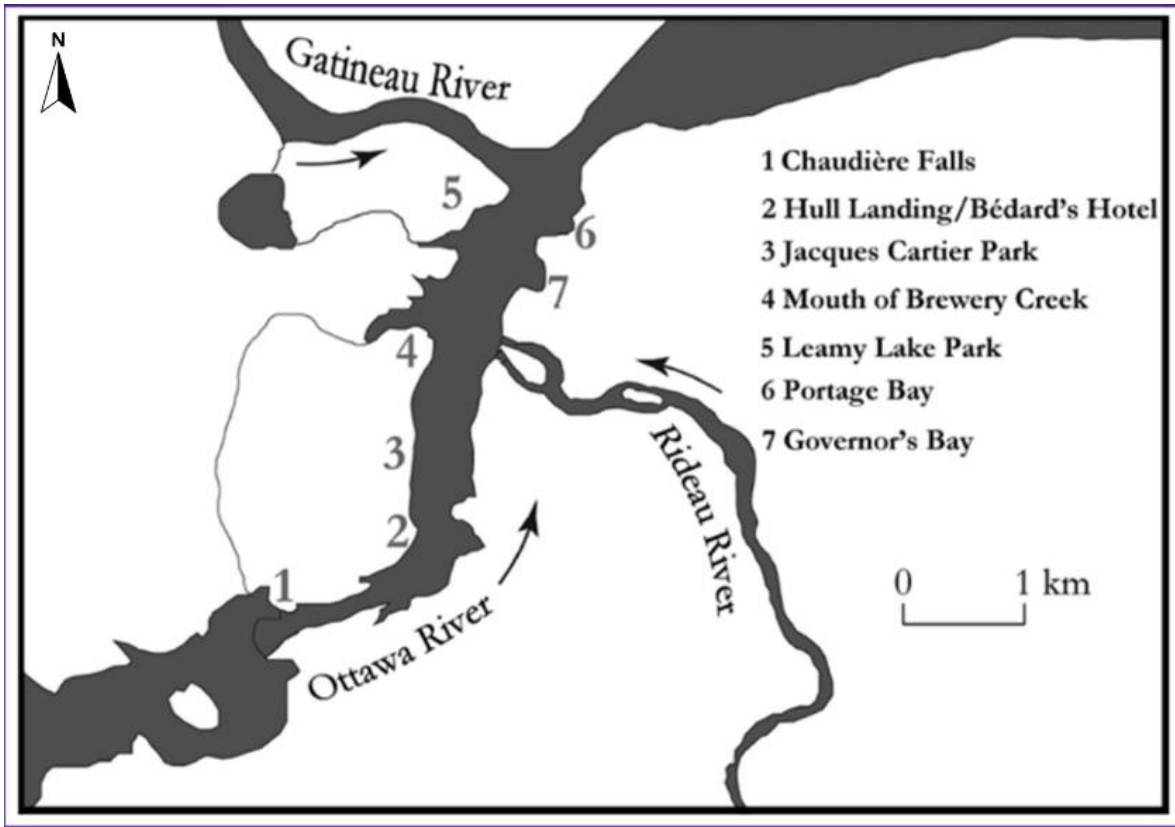 N
Gatineau River
1 Chaudière Falls
2 Hull Landing/Bédard's Hotel
3 Jacques Cartier Park
4 Mouth of Brewery Creek
5 Leamy Lake Park
6 Portage Bay
7 Governor's Bay
5
6
7
4
3
2
1
Rideau River
Ottawa River
0 1 km